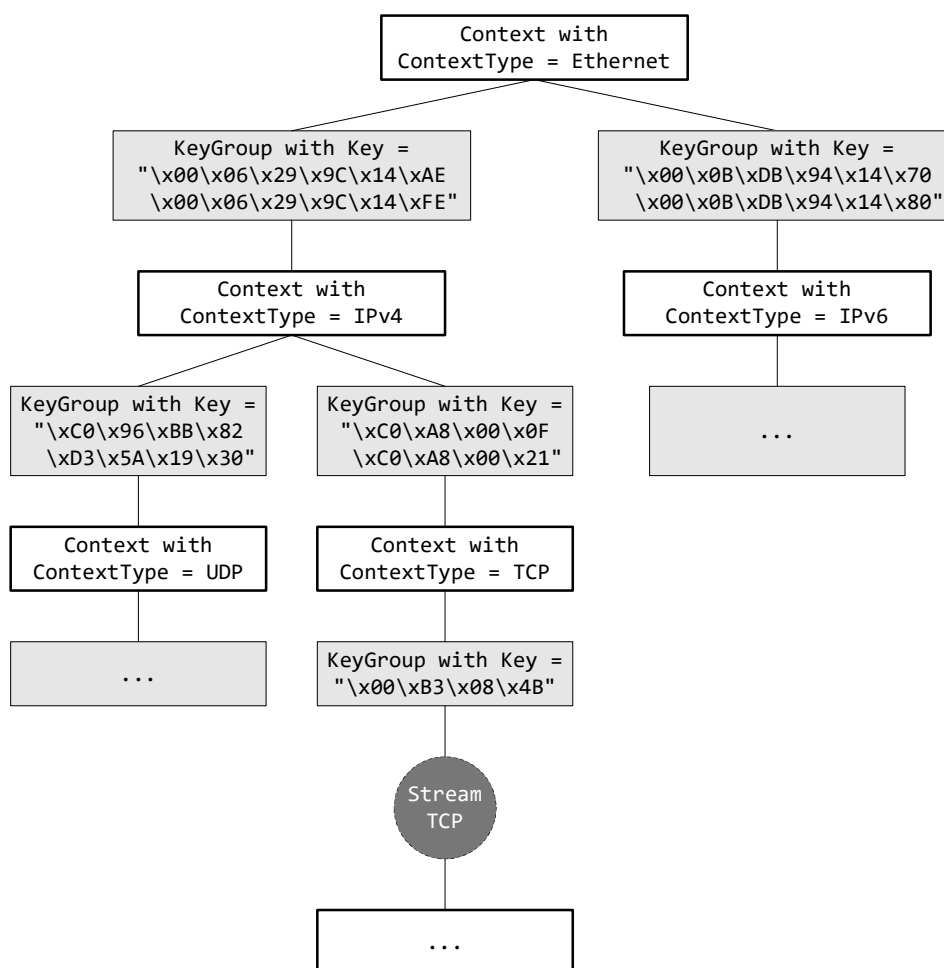 Context with
ContextType = Ethernet
KeyGroup with Key =
"\x00\x06\x29\x9C\x14\xAE
\x00\x06\x29\x9C\x14\xFE"
KeyGroup with Key =
"\x00\x0B\xDB\x94\x14\x70
\x00\x0B\xDB\x94\x14\x80"
Context with
ContextType = IPv4
Context with
ContextType = IPv6
KeyGroup with Key =
"\xC0\x96\xBB\x82
\xD3\x5A\x19\x30"
KeyGroup with Key =
"\xC0\xA8\x00\x0F
\xC0\xA8\x00\x21"
...
Context with
ContextType = UDP
Context with
ContextType = TCP
...
KeyGroup with Key =
"\x00\xB3\x08\x4B"
Stream
TCP
...